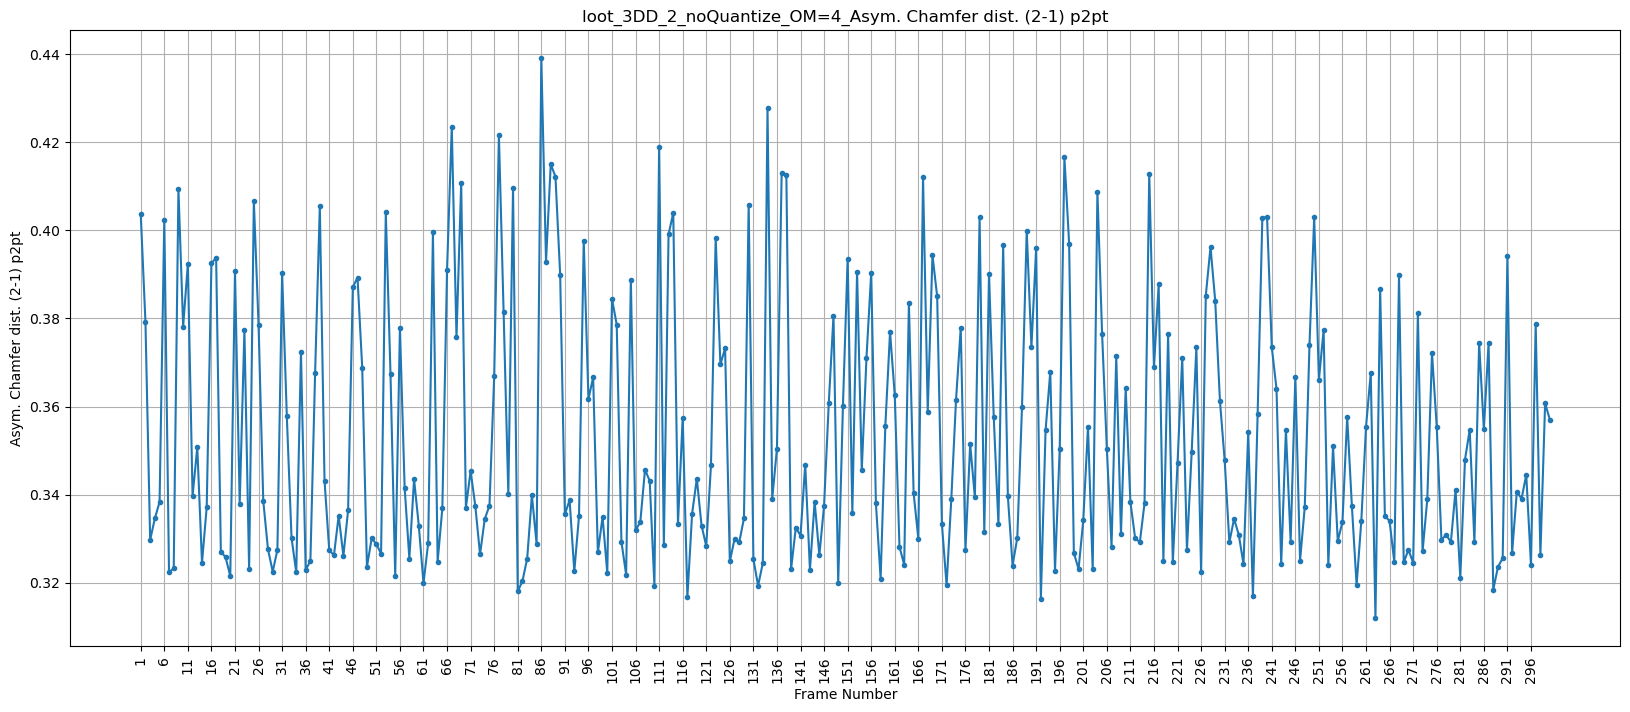 loot_3DD_2_noQuantize_OM=4_Asym. Chamfer dist. (2-1) p2pt
Asym. Chamfer dist. (2-1) p2pt
0.44
0.42
0.40
0.38
0.36
0.34
0.32
1 6 11 16 21 26 31 36 41 46 51 56 61 66 71 76 81 86 91 96 101 106 111 116 121 126 131 136 141 146 151 156 161 166 171 176 181 186 191 196 201 206 211 216 221 226 231 236 241 246 251 256 261 266 271 276 281 286 291 296
Frame Number